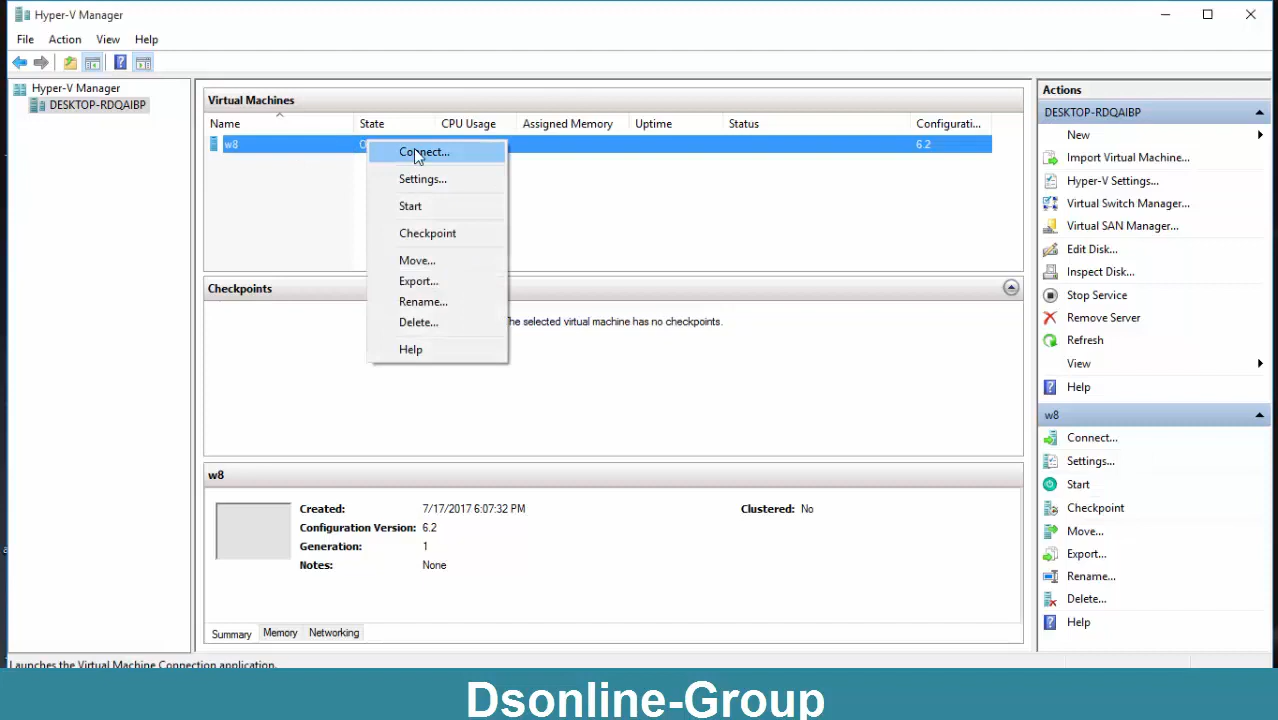 Hyper-V Manager
File Action View Help
Hyper-V Manager
DESKTOP-RDQAIBP
Virtual Machines
Name State CPU Usage Assigned Memory Uptime Status Configurati...
w8 6.2
Connect...
Settings...
Start
Checkpoint
Move...
Export...
Rename...
Delete...
Help
Checkpoints
The selected virtual machine has no checkpoints.
w8
Created: 7/17/2017 6:07:32 PM Clustered: No
Configuration Version: 6.2
Generation: 1
Notes: None
Summary Memory Networking
Actions
DESKTOP-RDQAIBP
New
Import Virtual Machine...
Hyper-V Settings...
Virtual Switch Manager...
Virtual SAN Manager...
Edit Disk...
Inspect Disk...
Stop Service
Remove Server
Refresh
View
Help
w8
Connect...
Settings...
Start
Checkpoint
Move...
Export...
Rename...
Delete...
Help
Launches the Virtual Machine Connection application.
Dsonline-Group